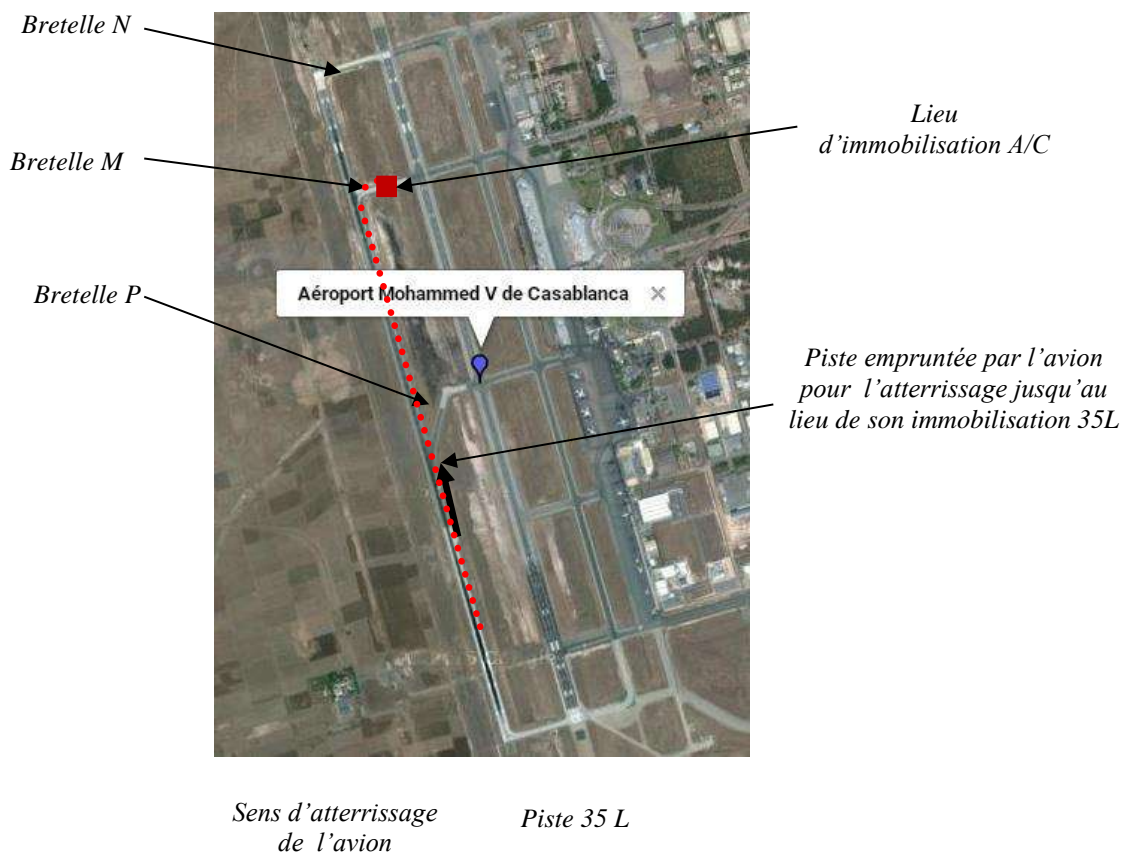 Bretelle N
Lieu
d’immobilisation A/C
Bretelle M
Bretelle P
Aéroport Mohammed V de Casablanca ×
Piste empruntée par l’avion
pour l’atterrissage jusqu’au
lieu de son immobilisation 35L
Sens d’atterrissage
de l’avion
Piste 35 L